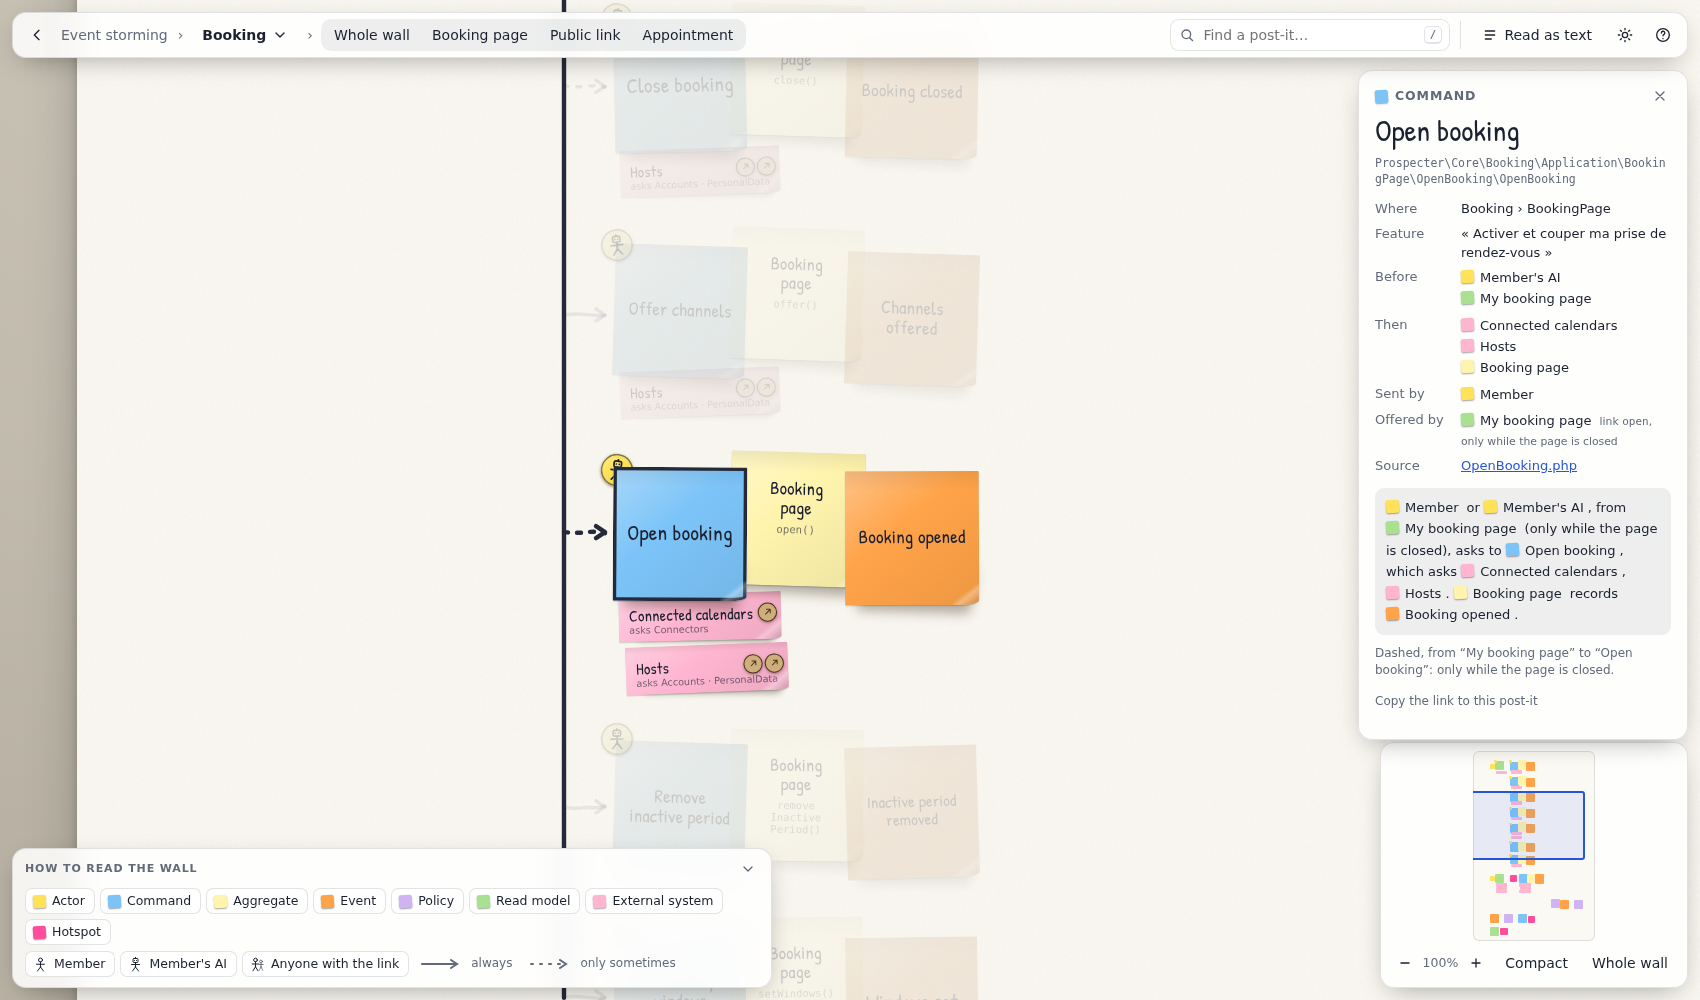 Event storming › Booking › Whole wall Booking page Public link Appointment Find a post-it... / Read as text
page
close()
Close booking
Booking closed
Hosts
asks Accounts · PersonalData
Booking
page
offer()
Offer channels
Channels
offered
Hosts
asks Accounts · PersonalData
Booking
page
open()
Open booking
Booking opened
Connected calendars
asks Connectors
Hosts
asks Accounts · PersonalData
Booking
page
remove
Inactive
Period()
Remove
inactive period
Inactive period
removed
Booking
page
setWindows()
COMMAND
Open booking
Prospecter\Core\Booking\Application\Bookin
gPage\OpenBooking\OpenBooking
Where Booking › BookingPage
Feature « Activer et couper ma prise de
rendez-vous »
Before Member's AI
My booking page
Then Connected calendars
Hosts
Booking page
Sent by Member
Offered by My booking page link open,
only while the page is closed
Source OpenBooking.php
Member or Member's AI , from
My booking page (only while the page
is closed), asks to Open booking ,
which asks Connected calendars ,
Hosts . Booking page records
Booking opened .
Dashed, from “My booking page” to “Open
booking”: only while the page is closed.
Copy the link to this post-it
HOW TO READ THE WALL
Actor Command Aggregate Event Policy Read model External system
Hotspot
Member Member's AI Anyone with the link always only sometimes
− 100% + Compact Whole wall